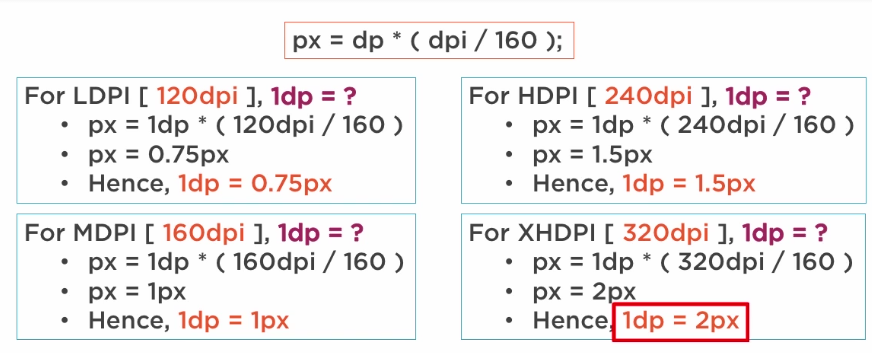 px = dp * ( dpi / 160 );
For LDPI [ 120dpi ], 1dp = ?
• px = 1dp * ( 120dpi / 160 )
• px = 0.75px
• Hence, 1dp = 0.75px
For HDPI [ 240dpi ], 1dp = ?
• px = 1dp * ( 240dpi / 160 )
• px = 1.5px
• Hence, 1dp = 1.5px
For MDPI [ 160dpi ], 1dp = ?
• px = 1dp * ( 160dpi / 160 )
• px = 1px
• Hence, 1dp = 1px
For XHDPI [ 320dpi ], 1dp = ?
• px = 1dp * ( 320dpi / 160 )
• px = 2px
• Hence, 1dp = 2px